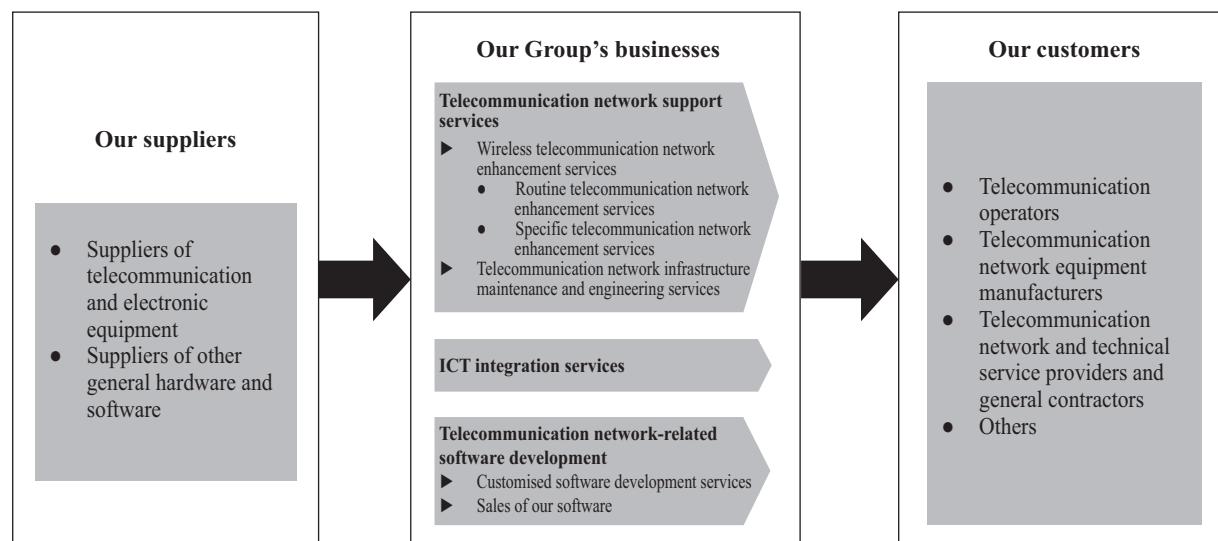 Our suppliers
● Suppliers of
telecommunication
and electronic
equipment
● Suppliers of other
general hardware and
software
Our Group’s businesses
Telecommunication network support
services
▶ Wireless telecommunication network
enhancement services
● Routine telecommunication network
enhancement services
● Specific telecommunication network
enhancement services
▶ Telecommunication network infrastructure
maintenance and engineering services
ICT integration services
Telecommunication network-related
software development
▶ Customised software development services
▶ Sales of our software
Our customers
● Telecommunication
operators
● Telecommunication
network equipment
manufacturers
● Telecommunication
network and technical
service providers and
general contractors
● Others